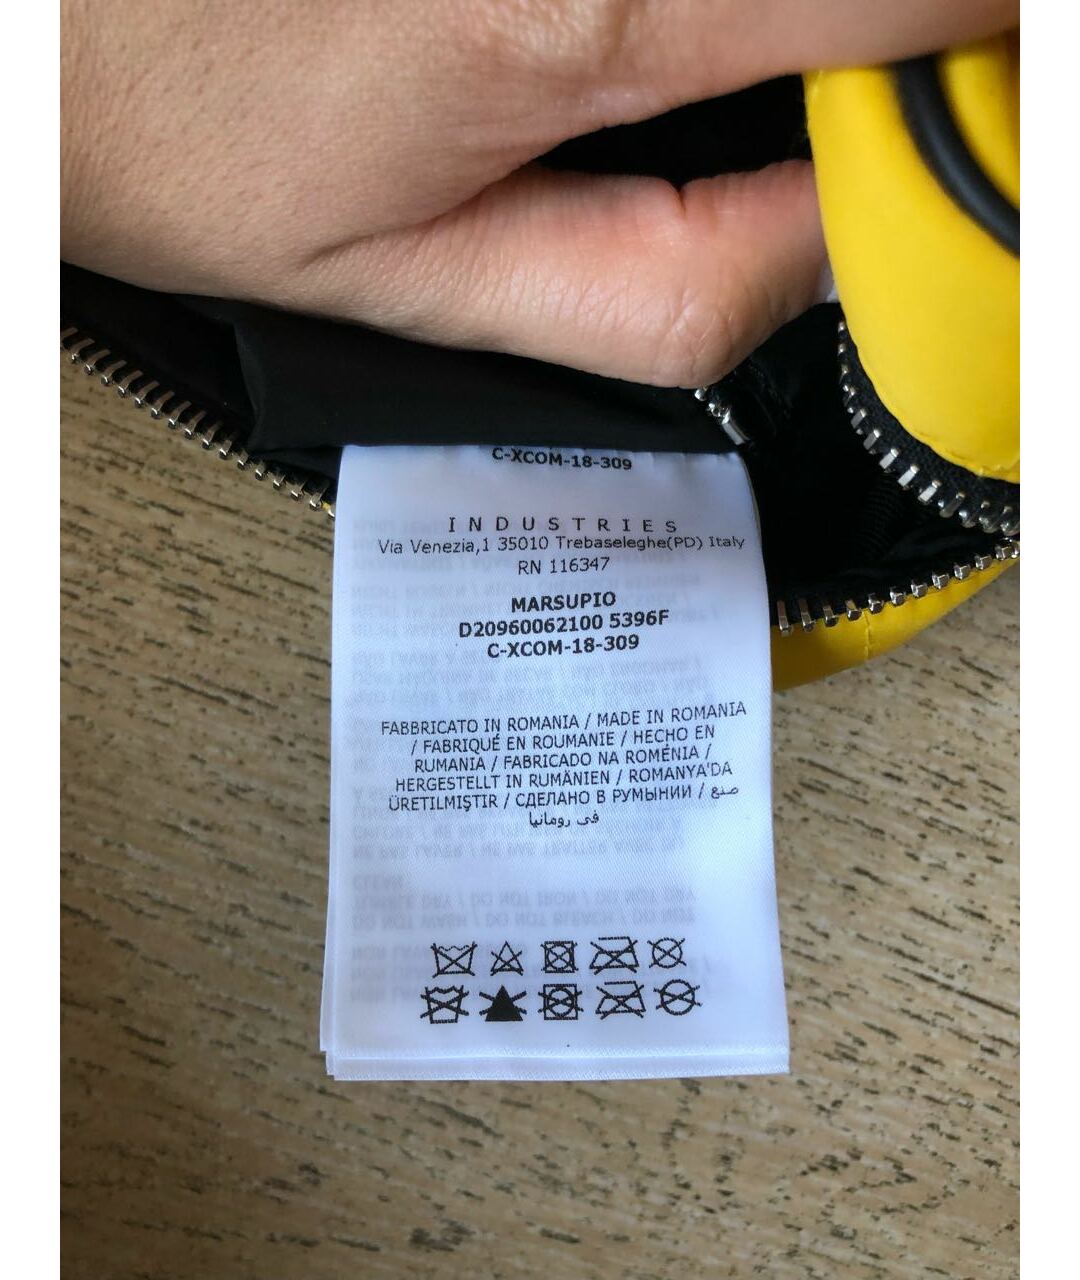 C-XCOM-18-309
INDUSTRIES
Via Venezia,1 35010 Trebaseleghe(PD) Italy
RN 116347
MARSUPIO
D20960062100 5396F
C-XCOM-18-309
FABBRICATO IN ROMANIA / MADE IN ROMANIA
/ FABRIQUÉ EN ROUMANIE / HECHO EN
RUMANIA / FABRICADO NA ROMÉNIA /
HERGESTELLT IN RUMÄNIEN / ROMANYA'DA
ÜRETILMIŞTIR / СДЕЛАНО В РУМЫНИИ / صنع
في رومانيا